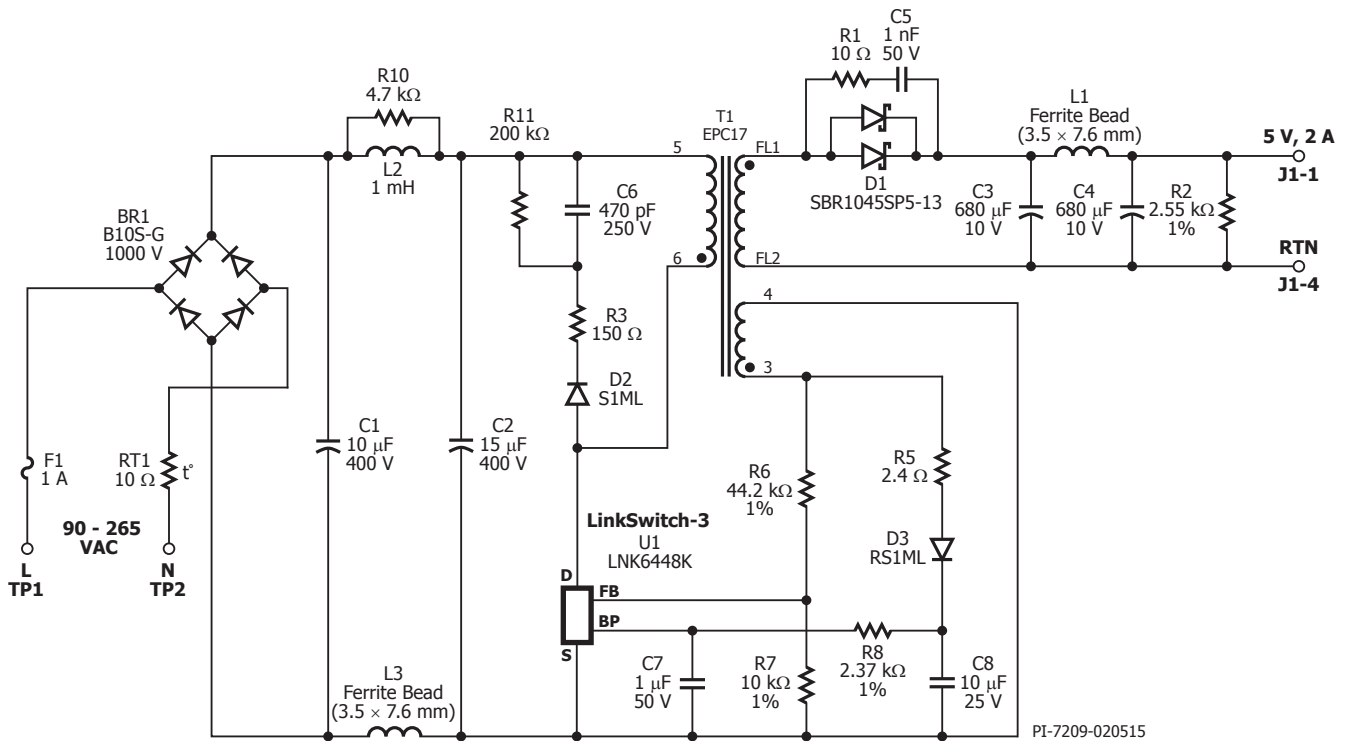 C5
1 nF
50 V
R1
10 Ω
R10
4.7 kΩ
L2
1 mH
R11
200 kΩ
C6
470 pF
250 V
T1
EPC17
5
6
FL1
FL2
4
3
D1
SBR1045SP5-13
L1
Ferrite Bead
(3.5 × 7.6 mm)
C3
680 μF
10 V
C4
680 μF
10 V
R2
2.55 kΩ
1%
5 V, 2 A
J1-1
RTN
J1-4
BR1
B10S-G
1000 V
R3
150 Ω
D2
S1ML
F1
1 A
RT1
10 Ω
t°
90 - 265
VAC
L
TP1
N
TP2
C1
10 μF
400 V
C2
15 μF
400 V
R6
44.2 kΩ
1%
R5
2.4 Ω
D3
RS1ML
LinkSwitch-3
U1
LNK6448K
D
FB
BP
S
C7
1 μF
50 V
R7
10 kΩ
1%
R8
2.37 kΩ
1%
C8
10 μF
25 V
L3
Ferrite Bead
(3.5 × 7.6 mm)
PI-7209-020515